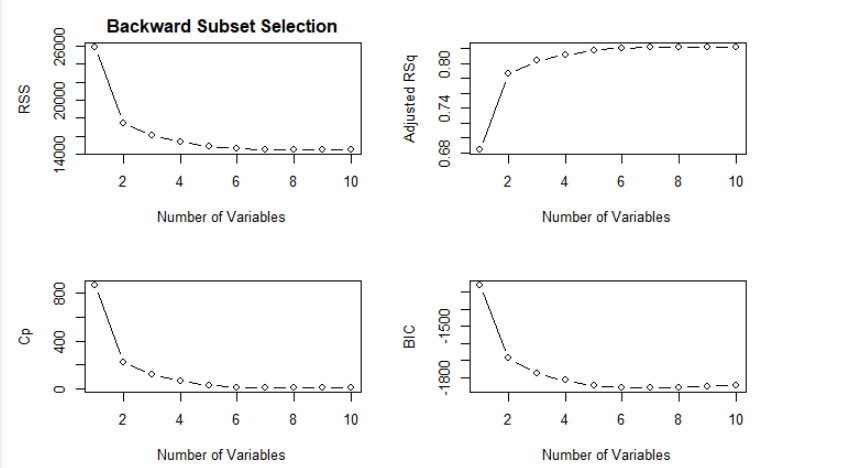 Backward Subset Selection
RSS
14000 20000 26000
2 4 6 8 10
Number of Variables
Adjusted RSq
0.68 0.74 0.80
2 4 6 8 10
Number of Variables
Cp
0 400 800
2 4 6 8 10
Number of Variables
BIC
-1800 -1500
2 4 6 8 10
Number of Variables